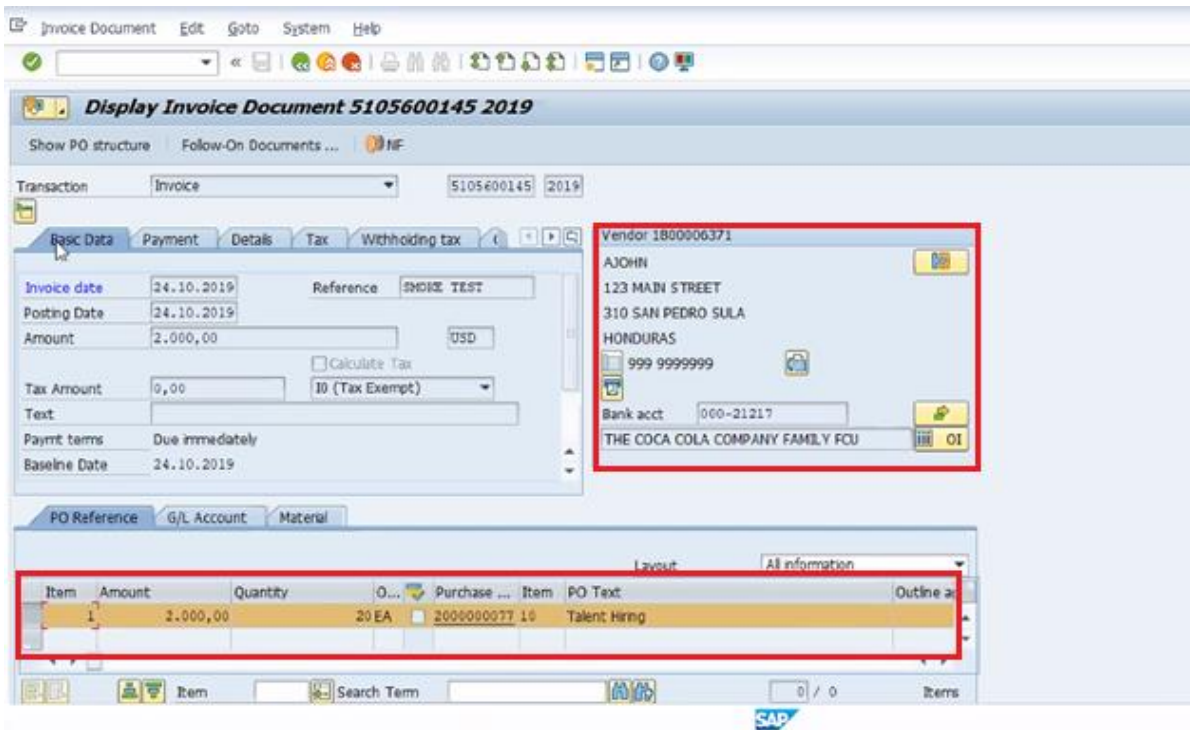 Invoice Document Edit Goto System Help
Display Invoice Document 5105600145 2019
Show PO structure Follow-On Documents ... NF
Transaction Invoice 5105600145 2019
Basic Data Payment Details Tax Withholding tax
Invoice date 24.10.2019 Reference SMOKE TEST
Posting Date 24.10.2019
Amount 2.000,00 USD
Calculate Tax
Tax Amount 0,00 I0 (Tax Exempt)
Text
Paymt terms Due immediately
Baseline Date 24.10.2019
Vendor 1800006371
AJOHN
123 MAIN STREET
310 SAN PEDRO SULA
HONDURAS
999 9999999
Bank acct 000-21217
THE COCA COLA COMPANY FAMILY FCU OI
PO Reference G/L Account Material
Layout All information
Item Amount Quantity O... Purchase ... Item PO Text Outline ag
1 2.000,00 20 EA 2000000077 10 Talent Hiring
Item Search Term 0 / 0 Items
SAP